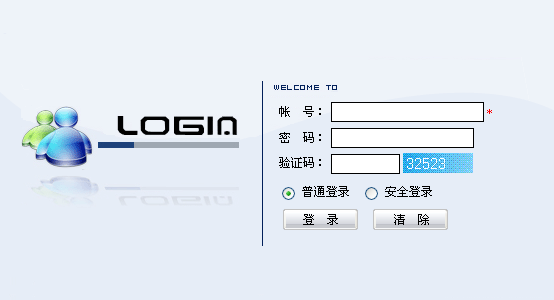 LOGIN
WELCOME TO
帐 号：*
密 码：
验证码：32523
普通登录 安全登录
登 录 清 除